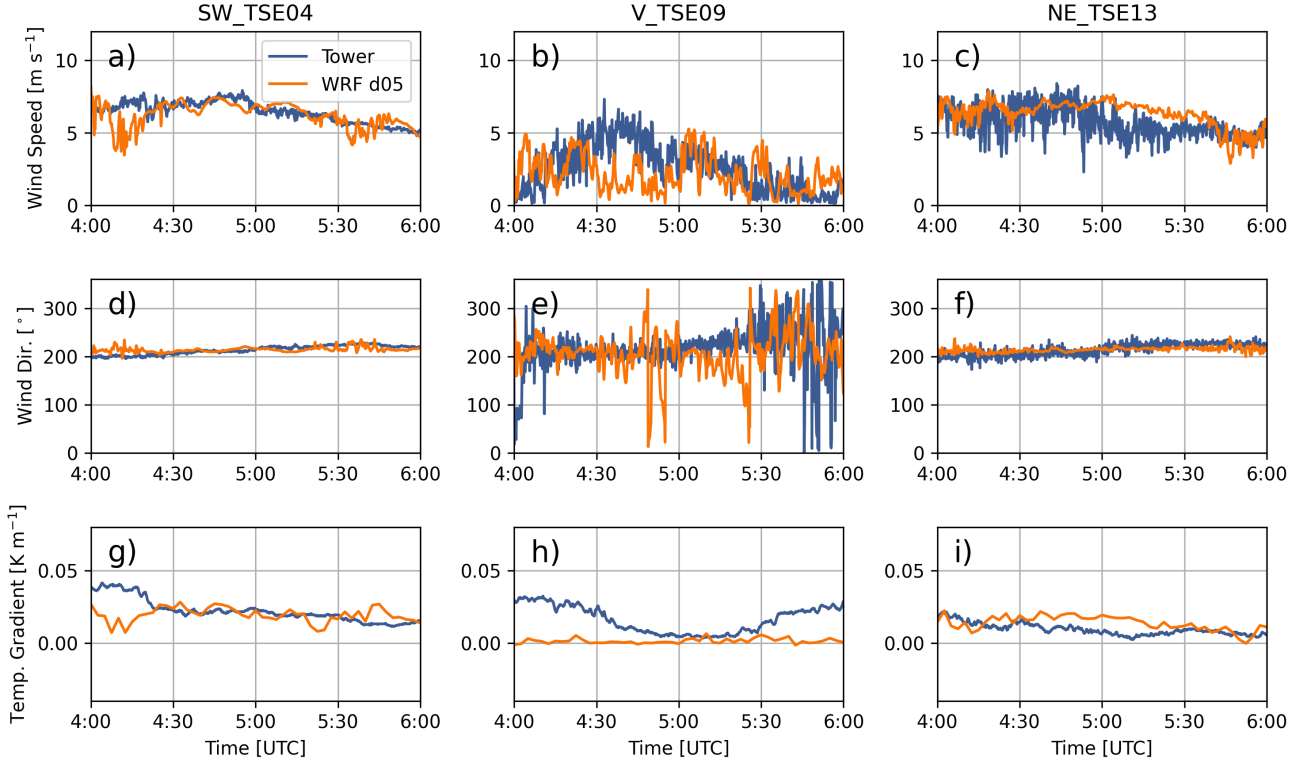 SW_TSE04 V_TSE09 NE_TSE13
Wind Speed [m s⁻¹]
a) b) c)
Tower
WRF d05
10 10 10
5 5 5
0 0 0
4:00 4:30 5:00 5:30 6:00 4:00 4:30 5:00 5:30 6:00 4:00 4:30 5:00 5:30 6:00
Wind Dir. [°]
d) e) f)
300 300 300
200 200 200
100 100 100
0 0 0
4:00 4:30 5:00 5:30 6:00 4:00 4:30 5:00 5:30 6:00 4:00 4:30 5:00 5:30 6:00
Temp. Gradient [K m⁻¹]
g) h) i)
0.05 0.05 0.05
0.00 0.00 0.00
4:00 4:30 5:00 5:30 6:00 4:00 4:30 5:00 5:30 6:00 4:00 4:30 5:00 5:30 6:00
Time [UTC] Time [UTC] Time [UTC]